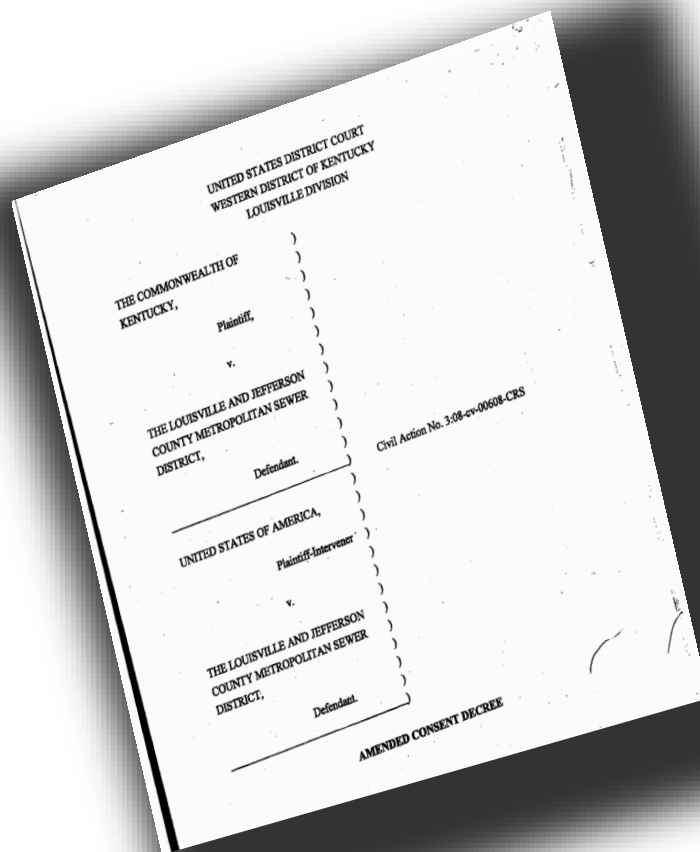 UNITED STATES DISTRICT COURT
WESTERN DISTRICT OF KENTUCKY
LOUISVILLE DIVISION
THE COMMONWEALTH OF
KENTUCKY,
Plaintiff,
v.
THE LOUISVILLE AND JEFFERSON
COUNTY METROPOLITAN SEWER
DISTRICT,
Defendant.
Civil Action No. 3:08-cv-00608-CRS
UNITED STATES OF AMERICA,
Plaintiff-Intervener
v.
THE LOUISVILLE AND JEFFERSON
COUNTY METROPOLITAN SEWER
DISTRICT,
Defendant.
AMENDED CONSENT DECREE